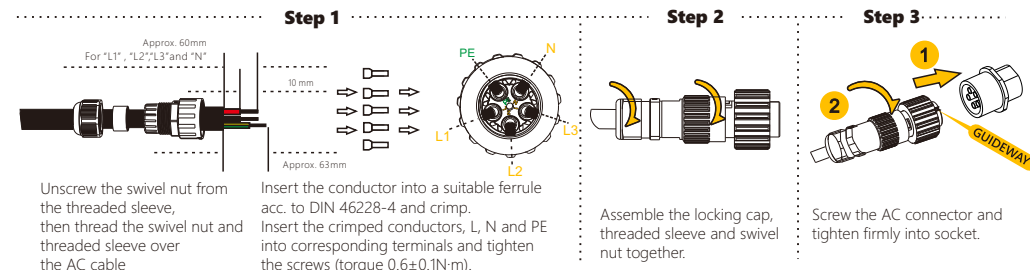 Step 1
Approx. 60mm
For "L1" , "L2","L3"and "N"
10 mm
Approx. 63mm
PE
N
L1
L3
L2
Unscrew the swivel nut from
the threaded sleeve,
then thread the swivel nut and
threaded sleeve over
the AC cable
Insert the conductor into a suitable ferrule
acc. to DIN 46228-4 and crimp.
Insert the crimped conductors, L, N and PE
into corresponding terminals and tighten
the screws (torque 0.6±0.1N·m).
Step 2
Assemble the locking cap,
threaded sleeve and swivel
nut together.
Step 3
1
2
GUIDEWAY
Screw the AC connector and
tighten firmly into socket.